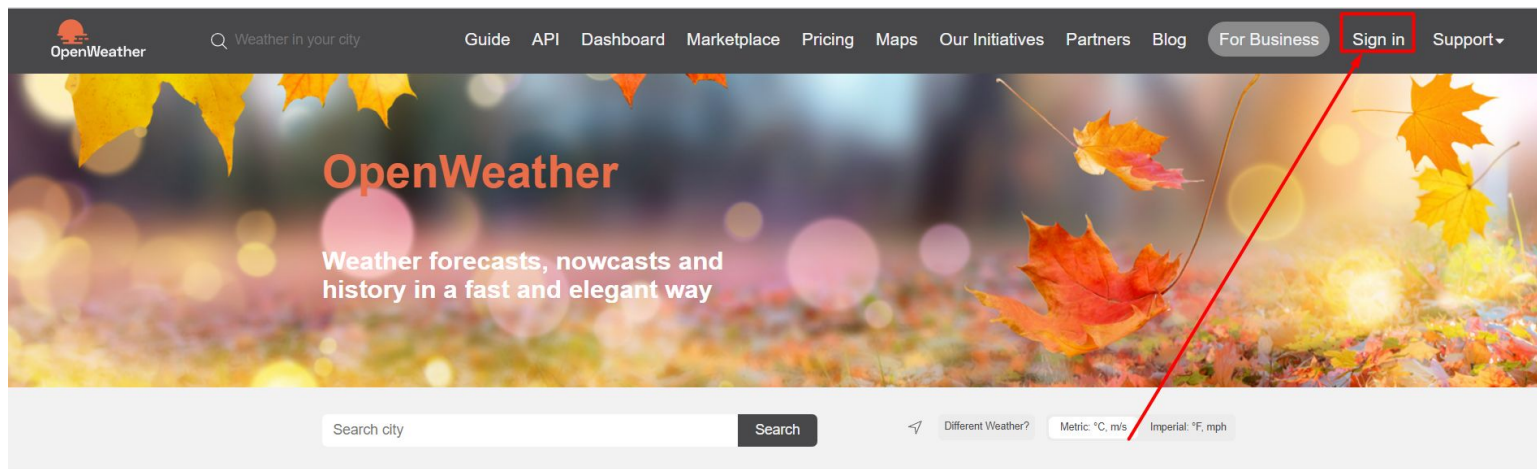 OpenWeather
Weather in your city
Guide API Dashboard Marketplace Pricing Maps Our Initiatives Partners Blog For Business Sign in Support
OpenWeather
Weather forecasts, nowcasts and
history in a fast and elegant way
Search city Search Different Weather? Metric: °C, m/s Imperial: °F, mph